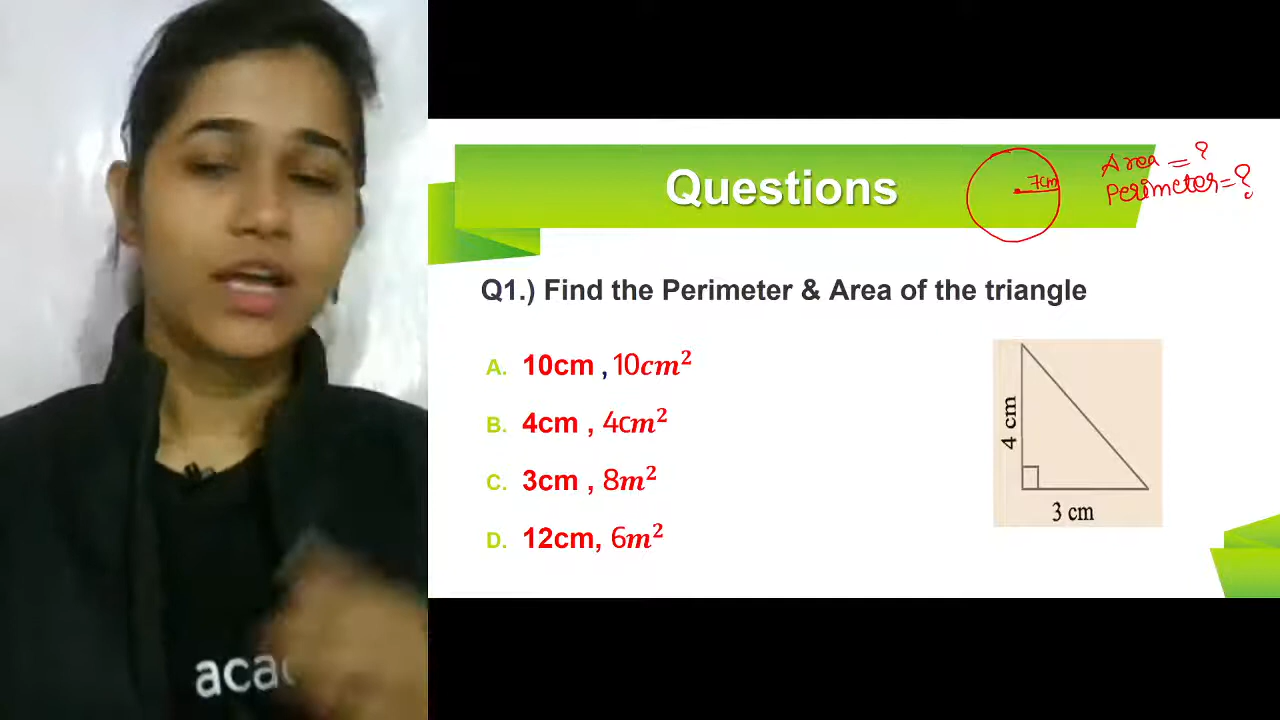 Questions
7cm
Area = ?
Perimeter = ?
Q1.) Find the Perimeter & Area of the triangle
A. 10cm , 10cm²
B. 4cm , 4cm²
C. 3cm , 8m²
D. 12cm, 6m²
4 cm
3 cm